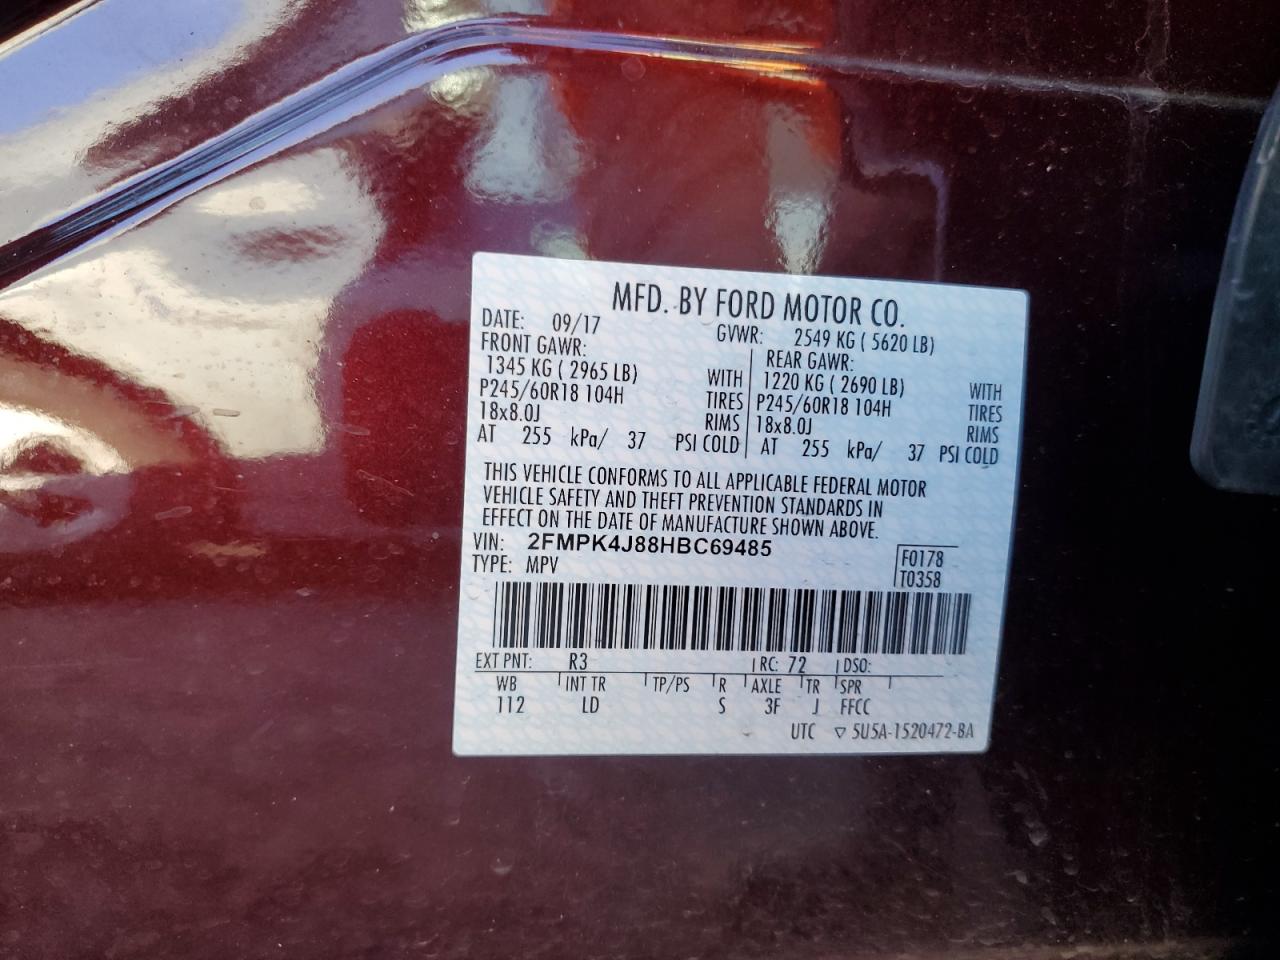 MFD. BY FORD MOTOR CO.
DATE: 09/17 GVWR: 2549 KG ( 5620 LB)
FRONT GAWR: REAR GAWR:
1345 KG ( 2965 LB) WITH 1220 KG ( 2690 LB) WITH
P245/60R18 104H TIRES P245/60R18 104H TIRES
18x8.0J RIMS 18x8.0J RIMS
AT 255 kPa/ 37 PSI COLD AT 255 kPa/ 37 PSI COLD
THIS VEHICLE CONFORMS TO ALL APPLICABLE FEDERAL MOTOR
VEHICLE SAFETY AND THEFT PREVENTION STANDARDS IN
EFFECT ON THE DATE OF MANUFACTURE SHOWN ABOVE.
VIN: 2FMPK4J88HBC69485 F0178
TYPE: MPV T0358
EXT PNT: R3 RC: 72 DSO:
WB INT TR TP/PS R AXLE TR SPR
112 LD S 3F J FFCC
UTC ▽ 5U5A-1520472-BA